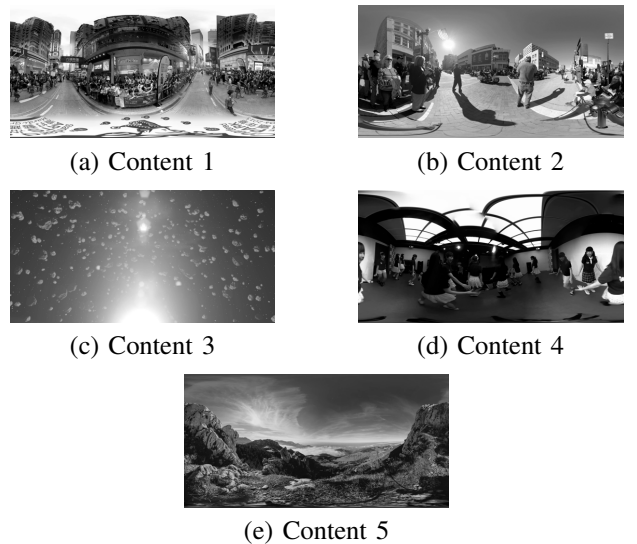 (a) Content 1
(b) Content 2
(c) Content 3
(d) Content 4
(e) Content 5